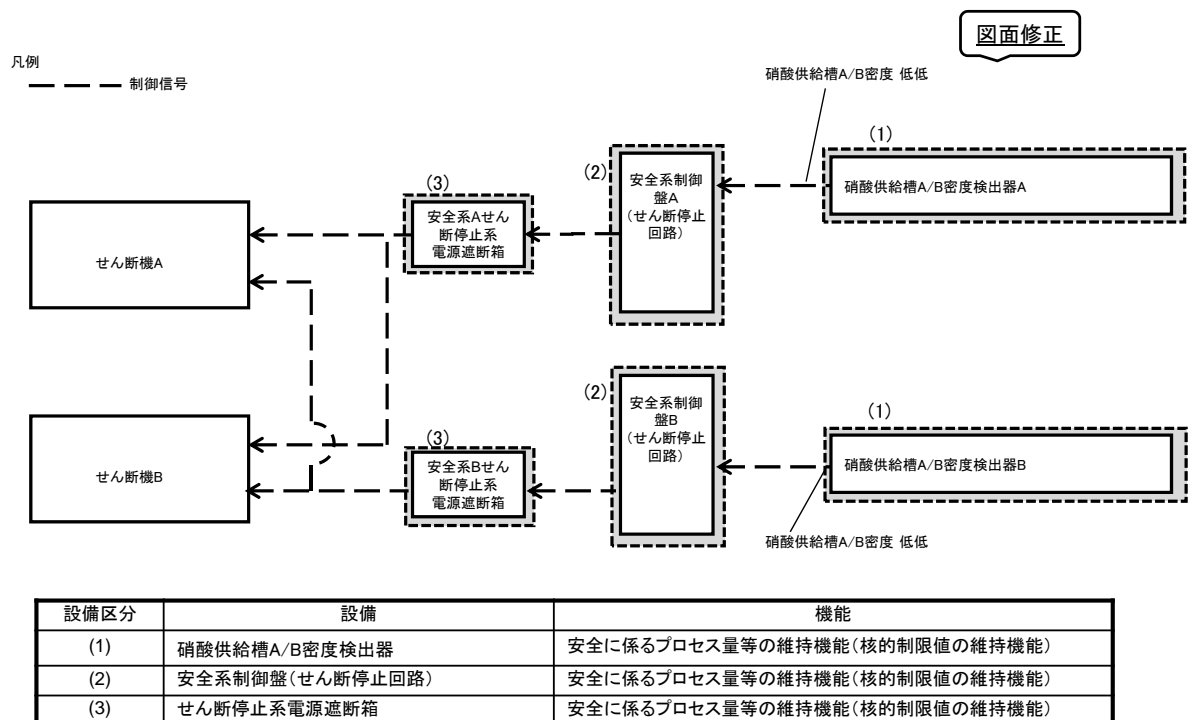 図面修正
凡例
制御信号
硝酸供給槽A/B密度 低低
(1)
硝酸供給槽A/B密度検出器A
(2)
安全系制御
盤A
(せん断停止
回路)
(3)
安全系Aせん
断停止系
電源遮断箱
せん断機A
(2)
安全系制御
盤B
(せん断停止
回路)
(1)
硝酸供給槽A/B密度検出器B
硝酸供給槽A/B密度 低低
(3)
安全系Bせん
断停止系
電源遮断箱
せん断機B
設備区分 設備 機能
(1) 硝酸供給槽A/B密度検出器 安全に係るプロセス量等の維持機能(核的制限値の維持機能)
(2) 安全系制御盤(せん断停止回路) 安全に係るプロセス量等の維持機能(核的制限値の維持機能)
(3) せん断停止系電源遮断箱 安全に係るプロセス量等の維持機能(核的制限値の維持機能)